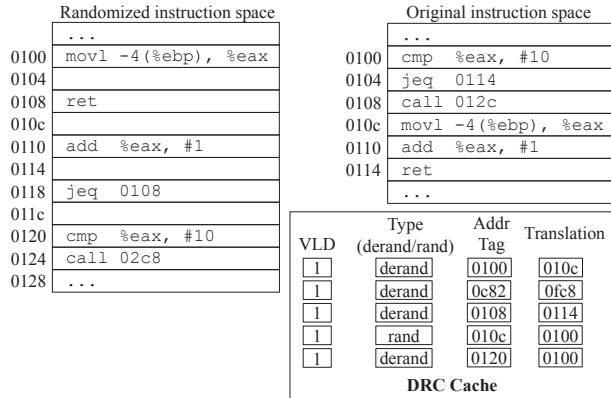 Randomized instruction space
...
0100 movl -4(%ebp), %eax
0104
0108 ret
010c
0110 add %eax, #1
0114
0118 jeq 0108
011c
0120 cmp %eax, #10
0124 call 02c8
0128 ...
Original instruction space
...
0100 cmp %eax, #10
0104 jeq 0114
0108 call 012c
010c movl -4(%ebp), %eax
0110 add %eax, #1
0114 ret
...
VLD Type (derand/rand) Addr Tag Translation
1 derand 0100 010c
1 derand 0c82 0fc8
1 derand 0108 0114
1 rand 010c 0100
1 derand 0120 0100
DRC Cache